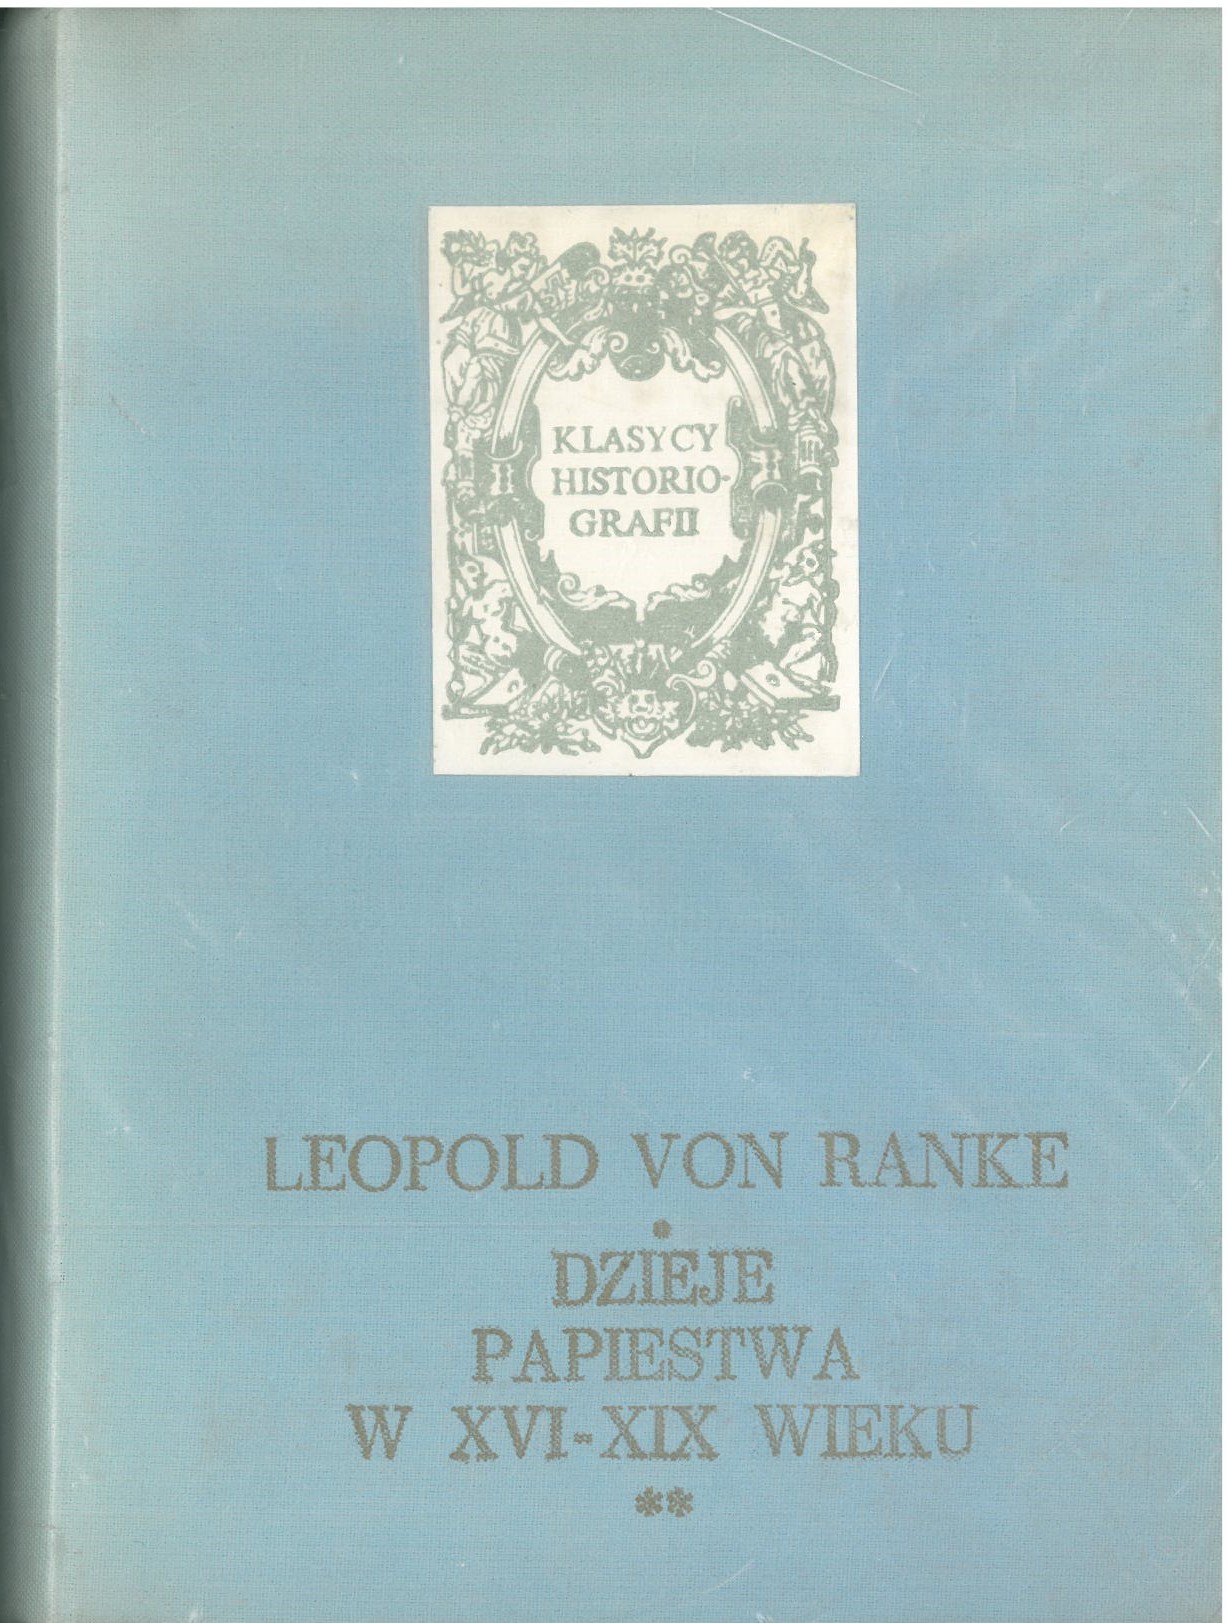 KLASYCY
HISTORIO-
GRAFII
LEOPOLD VON RANKE
•
DZIEJE
PAPIESTWA
W XVI-XIX WIEKU
**